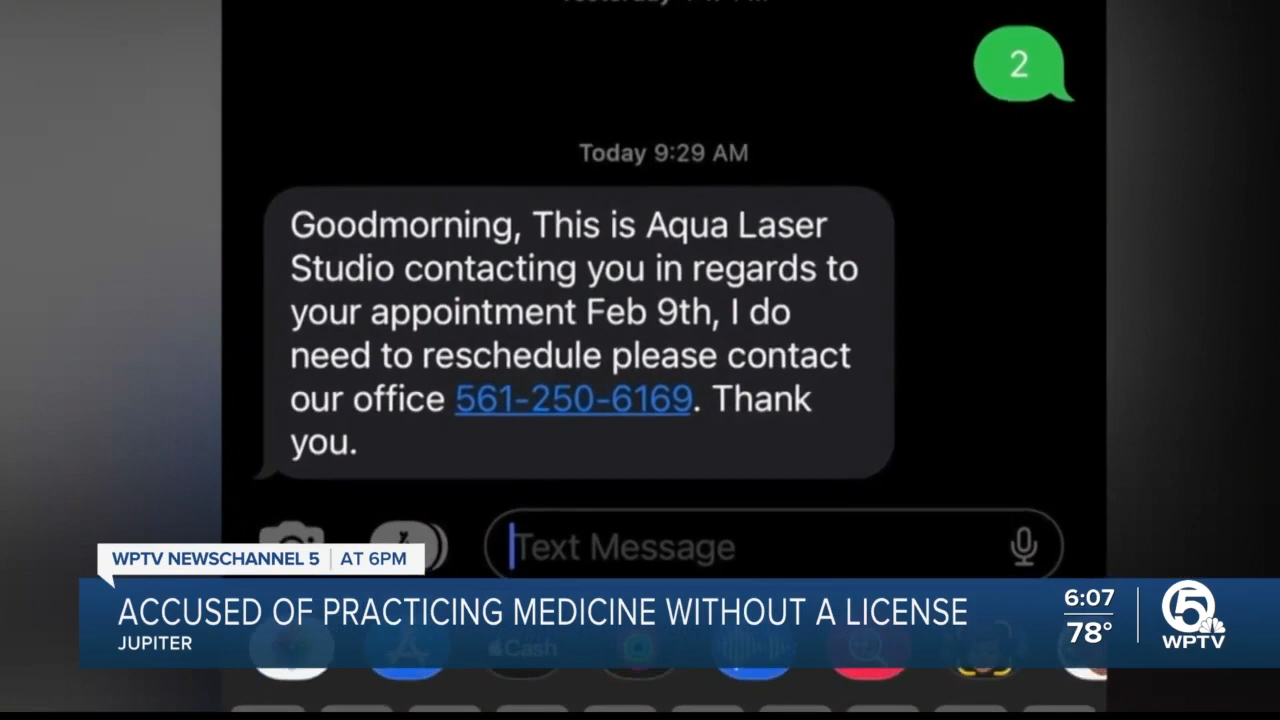 2
Today 9:29 AM
Goodmorning, This is Aqua Laser
Studio contacting you in regards to
your appointment Feb 9th, I do
need to reschedule please contact
our office 561-250-6169. Thank
you.
Text Message
WPTV NEWSCHANNEL 5 | AT 6PM
ACCUSED OF PRACTICING MEDICINE WITHOUT A LICENSE
JUPITER
6:07
78°
5
WPTV
Cash